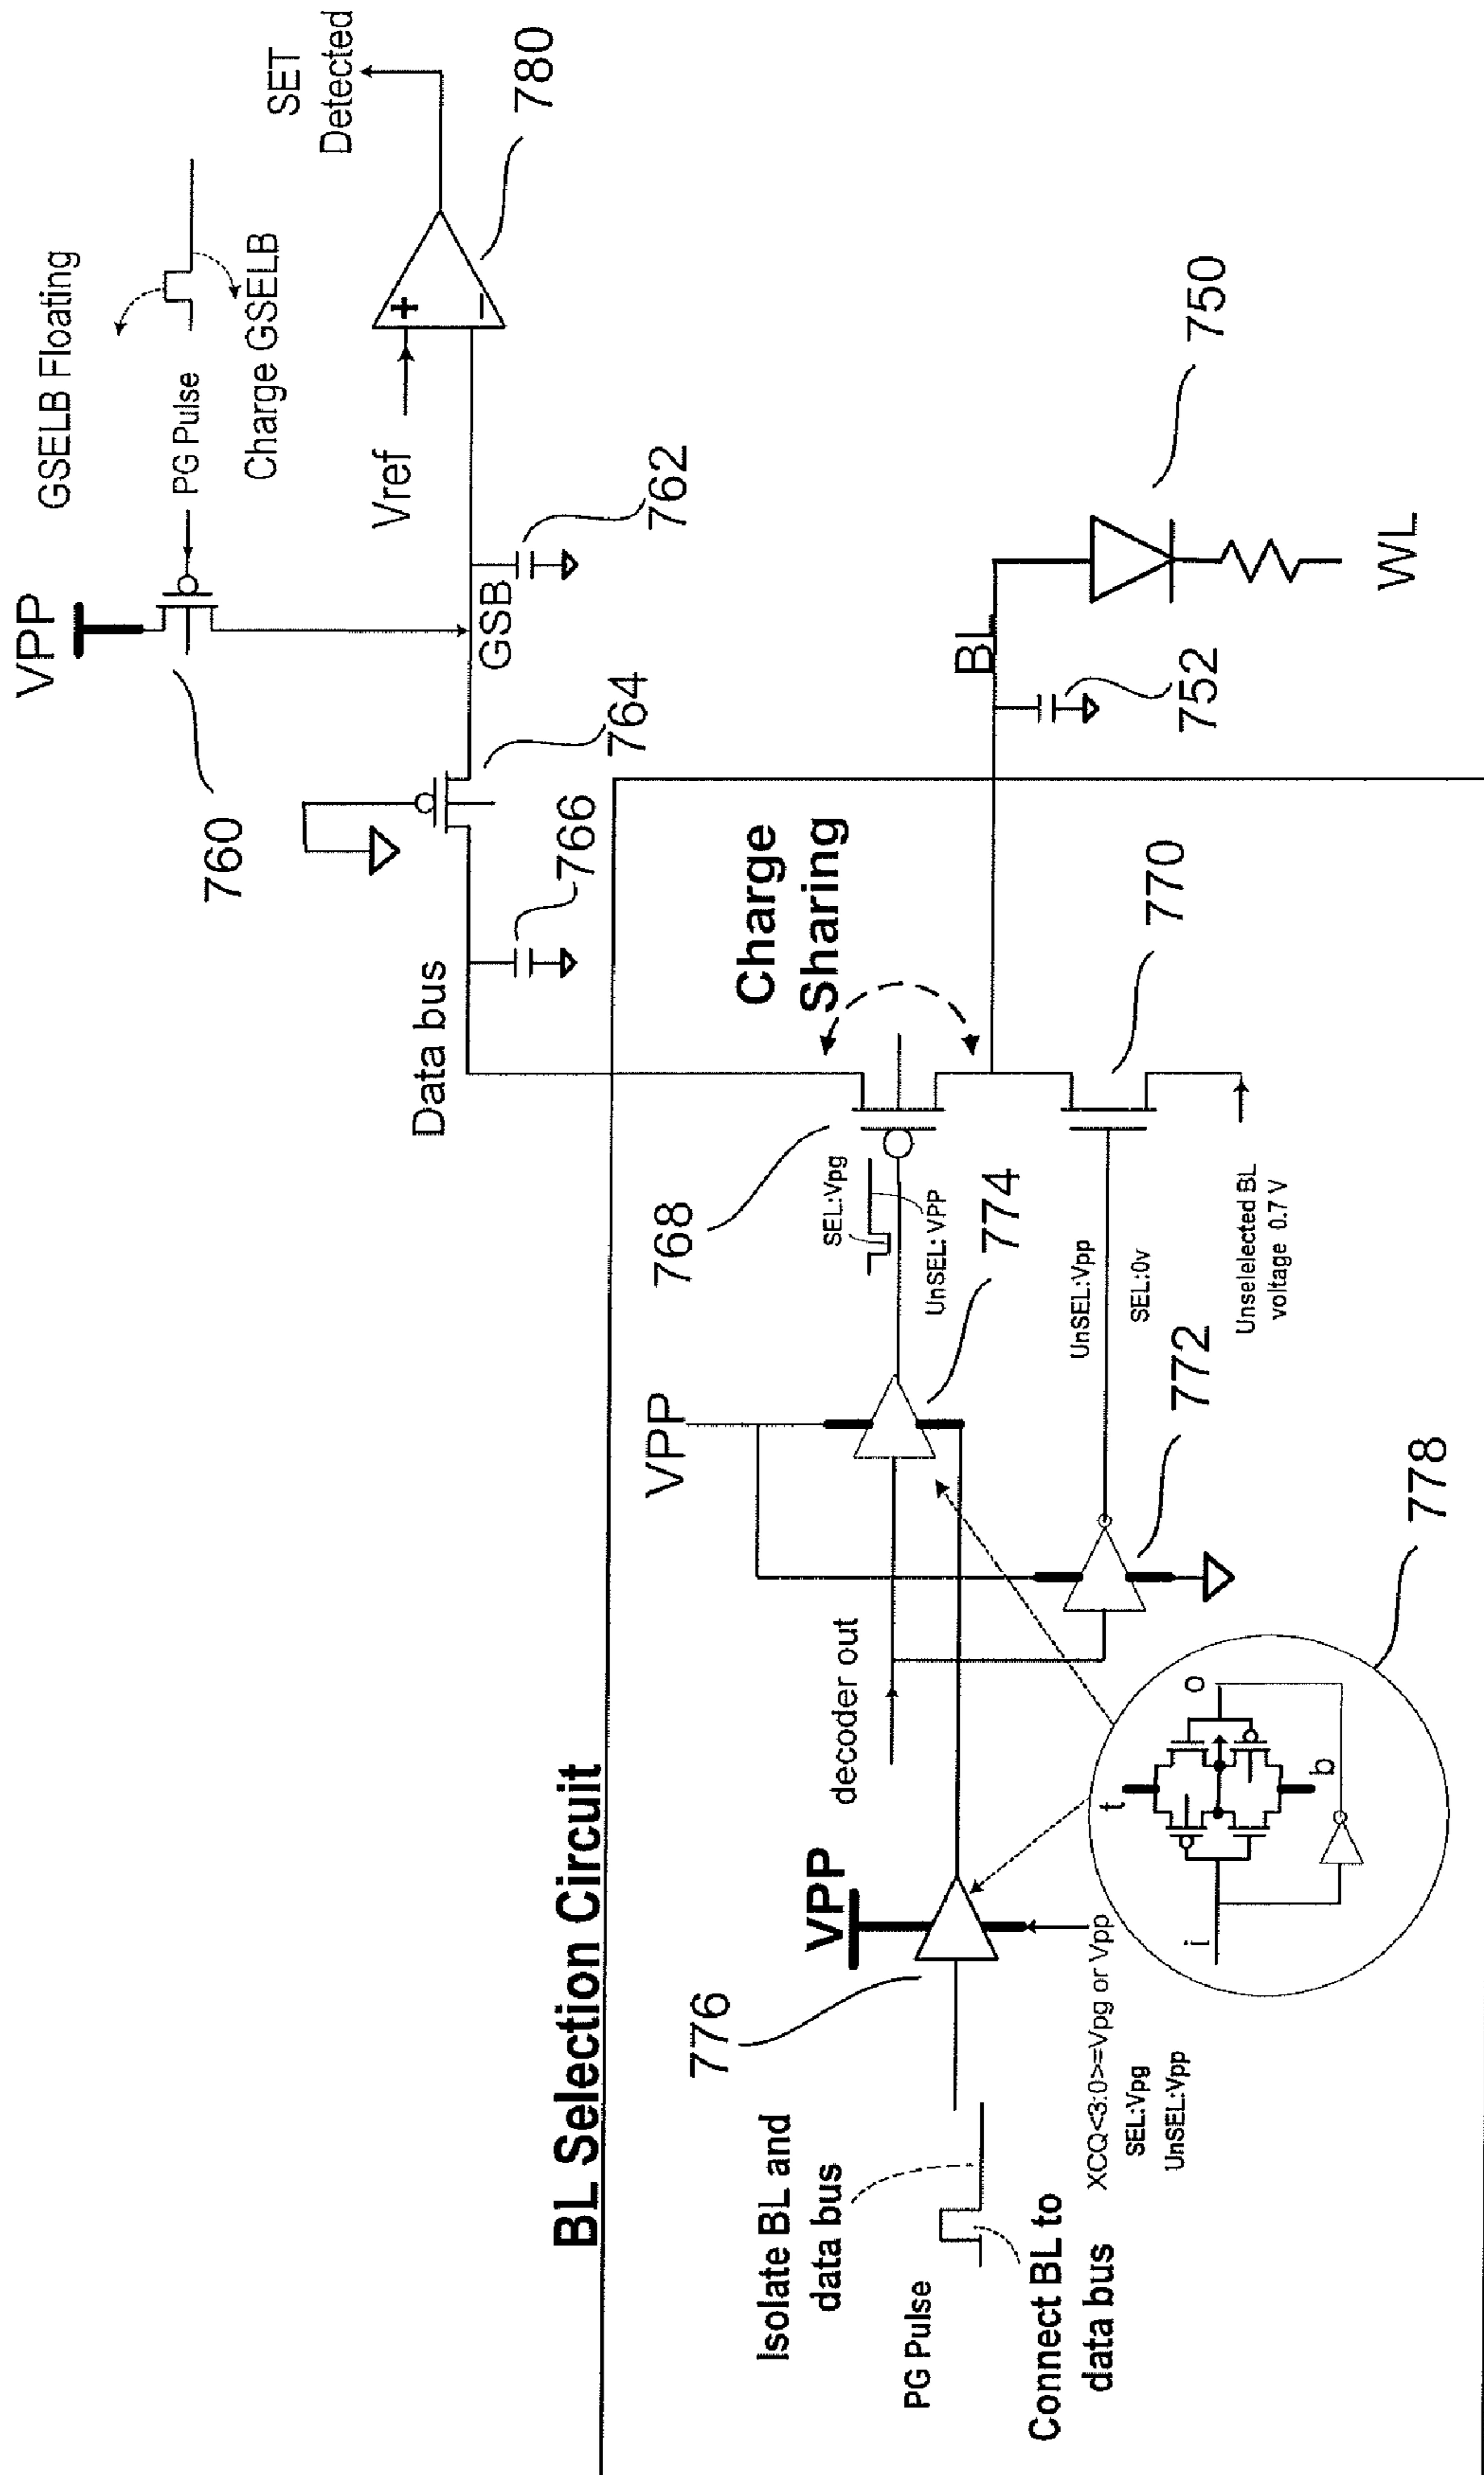 VPP
760
GSELB Floating
PG Pulse
Charge GSELB
SET
Detected
780
Vref
GSB
762
764
766
Data bus
BL Selection Circuit
Charge
Sharing
768
SEL:Vpg
UnSEL: VPP
774
VPP
BL
752
750
WL
770
UnSEL:Vpp
SEL:0v
Unselelected BL
voltage 0.7 V
772
decoder out
VPP
776
Isolate BL and
data bus
PG Pulse
Connect BL to
data bus
XCQ<3:0>=Vpg or Vpp
SEL:Vpg
UnSEL:Vpp
i
t
o
b
778
+
−